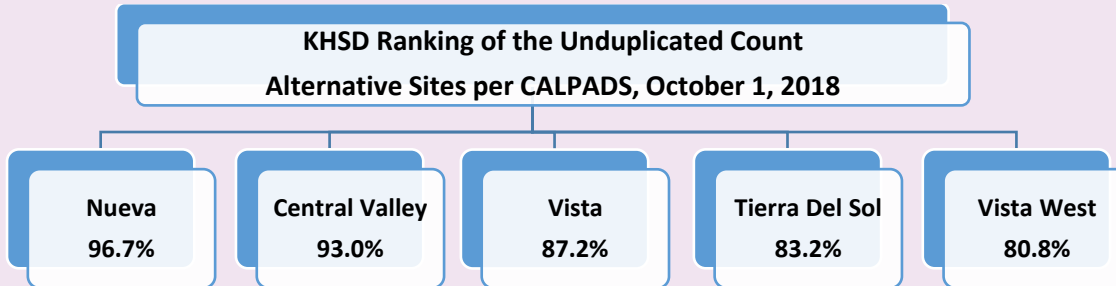 KHSD Ranking of the Unduplicated Count
Alternative Sites per CALPADS, October 1, 2018
Nueva
96.7%
Central Valley
93.0%
Vista
87.2%
Tierra Del Sol
83.2%
Vista West
80.8%